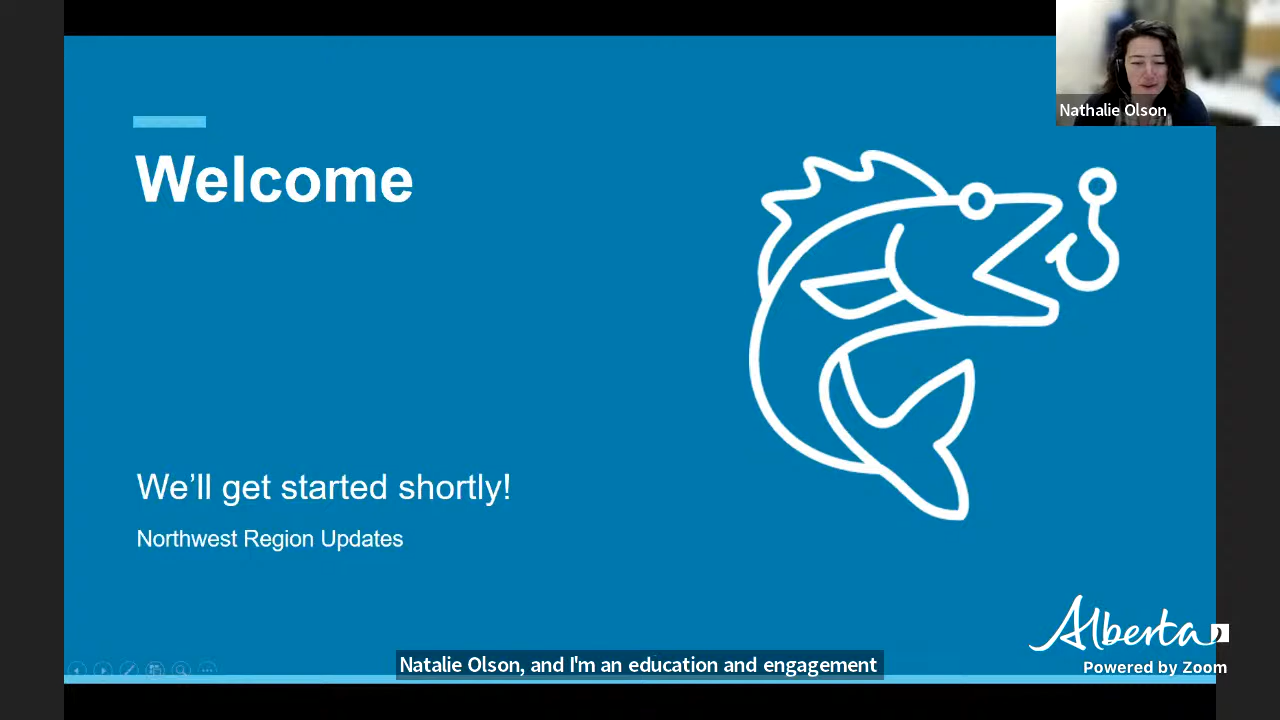 Nathalie Olson
Welcome
We'll get started shortly!
Northwest Region Updates
Alberta
Natalie Olson, and I'm an education and engagement
Powered by Zoom